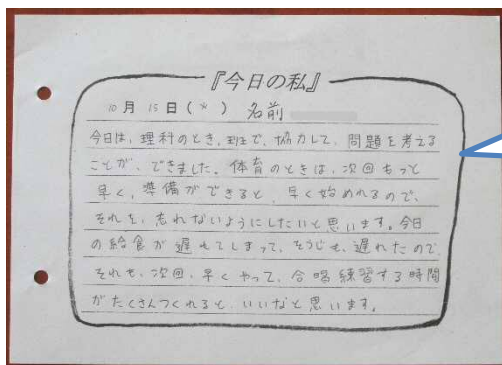 『今日の私』
10月 15日(火) 名前
今日は、理科のとき、班で、協力して、問題を考える
ことが、できました。体育のときは、次回もっと
早く、準備ができると、早く始めれるので、
それを、忘れないようにしたいと思います。今日
の給食が遅れてしまって、そうじも、遅れたので
それも、次回、早くやって、合唱練習する時間
がたくさんつくれると、いいなと思います。